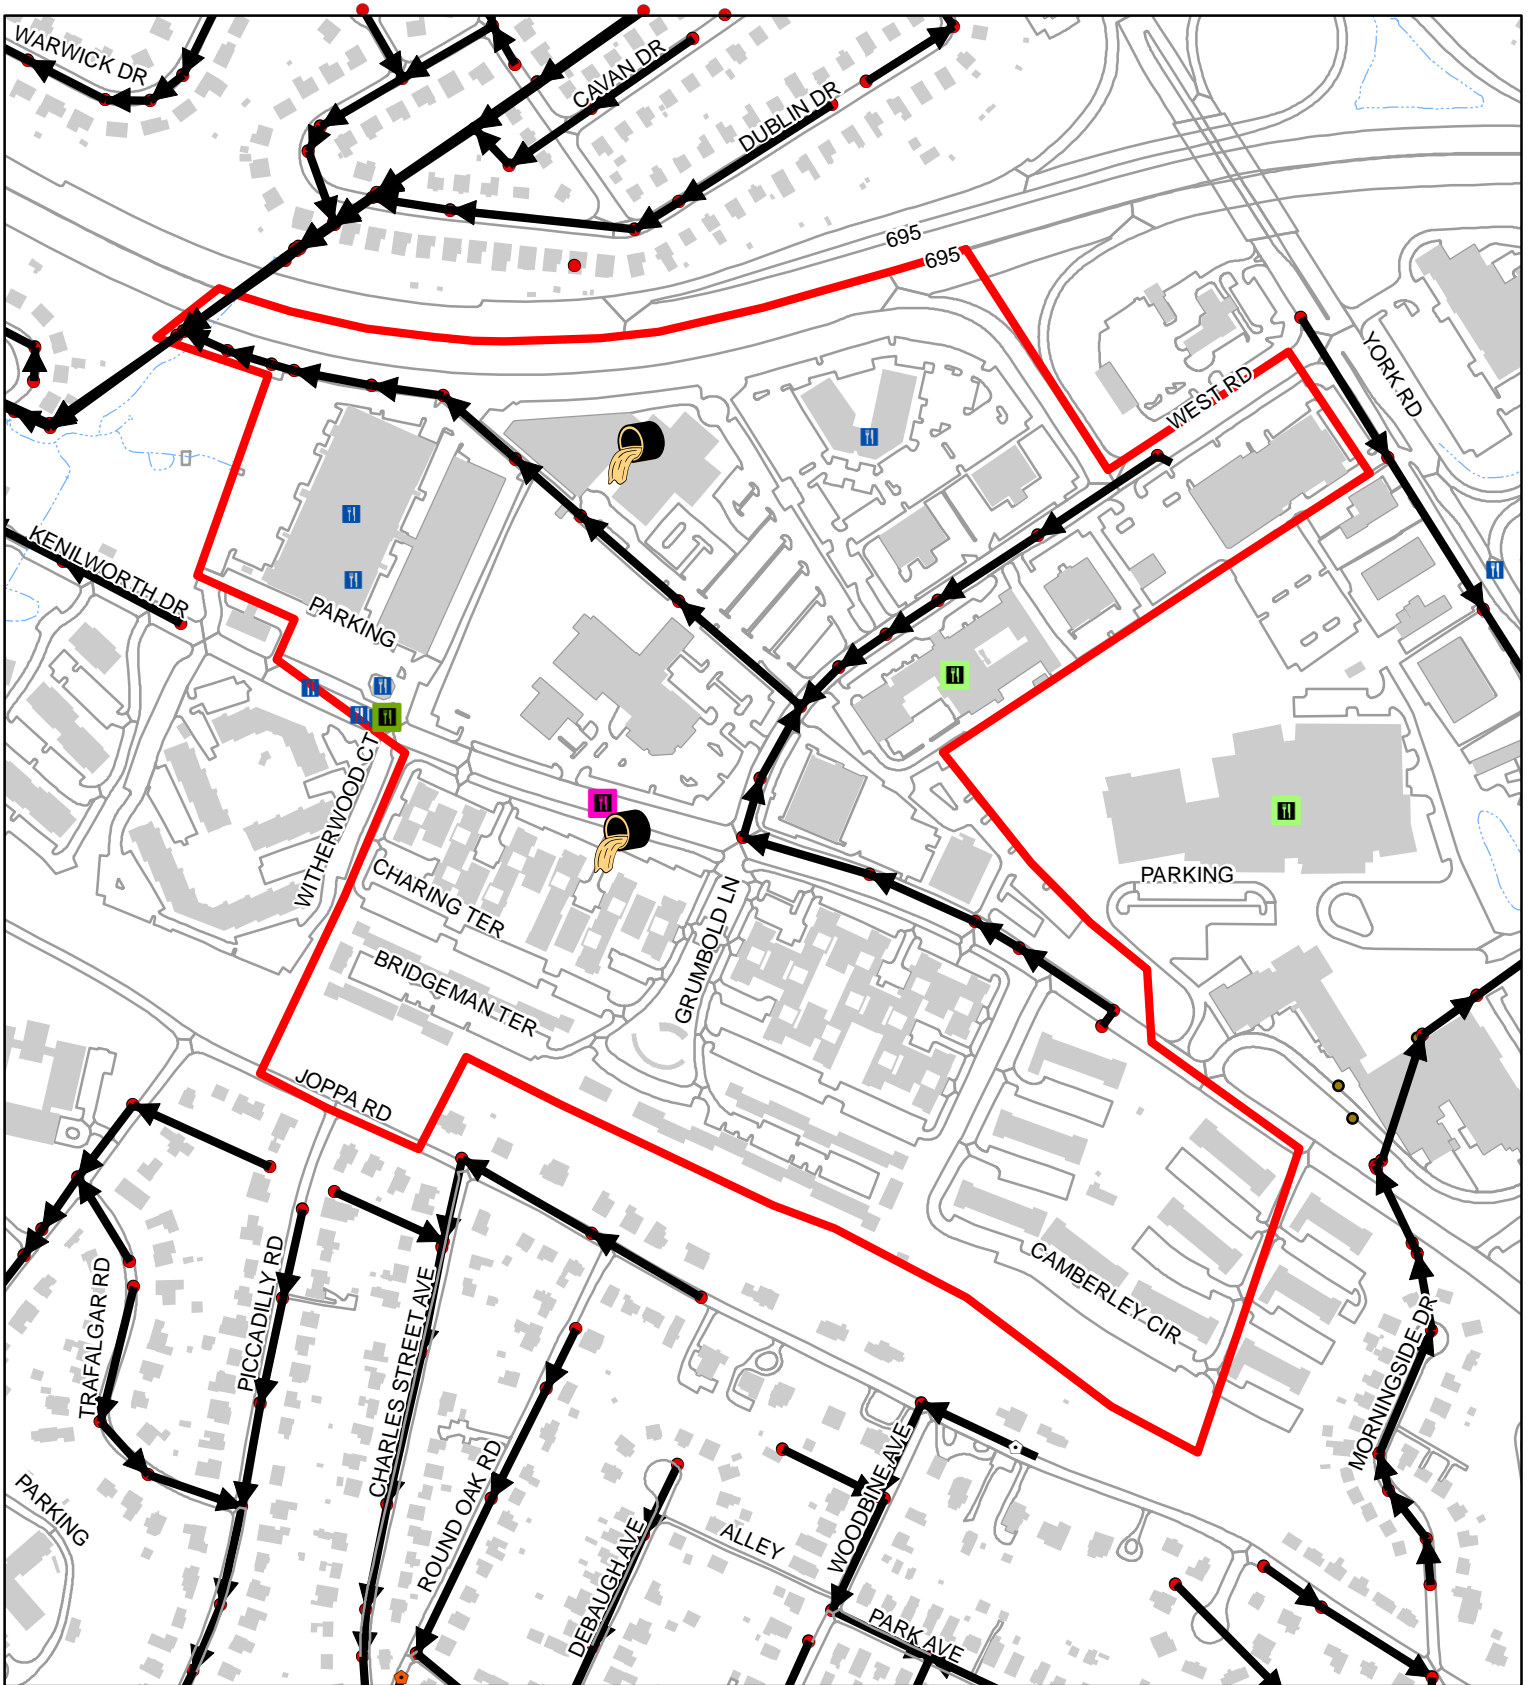 WARWICK DR
CAVAN DR
DUBLIN DR
695
695
YORK RD
WEST RD
KENILWORTH DR
PARKING
WITHERWOOD CT
CHARING TER
GRUMBOLD LN
PARKING
BRIDGEMAN TER
JOPPA RD
CAMBERLEY CIR
TRAFALGAR RD
PICCADILLY RD
CHARLES STREET AVE
MORNINGSIDE DR
PARKING
ROUND OAK RD
WOODBINE AVE
DEBAUGH AVE
ALLEY
PARK AVE